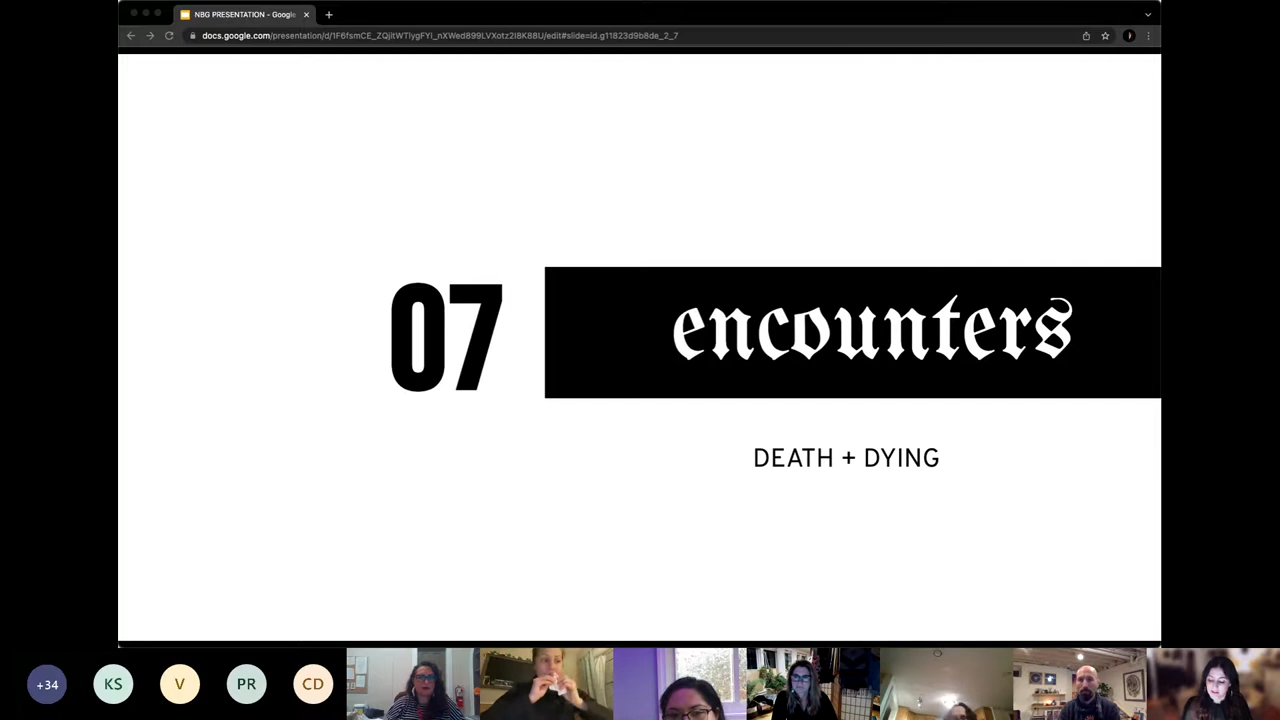 NBG PRESENTATION - Google
docs.google.com/presentation/d/1F6fsmCE_ZQjitWTlygFYl_nXWed899LVXotz2I8K88U/edit#slide=id.g11823d9b8de_2_7
07
encounters
DEATH + DYING
+34
KS
V
PR
CD